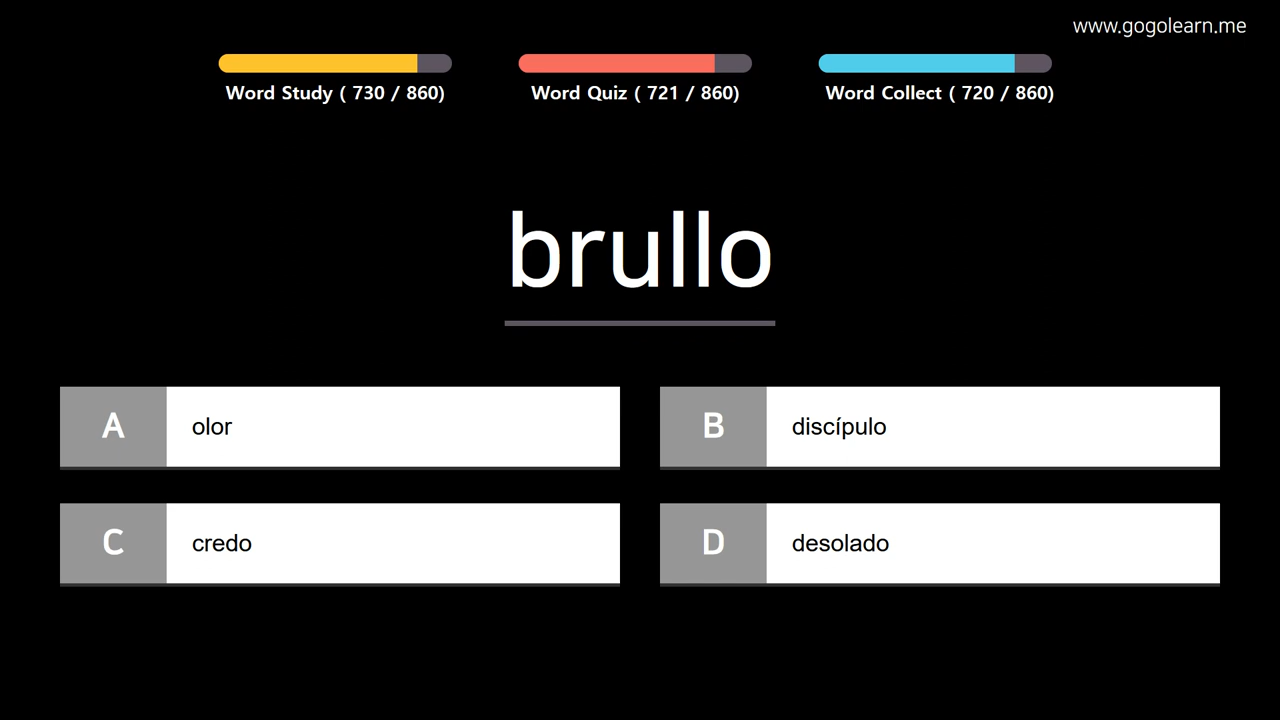 www.gogolearn.me
Word Study ( 730 / 860)
Word Quiz ( 721 / 860)
Word Collect ( 720 / 860)
brullo
A olor
B discípulo
C credo
D desolado